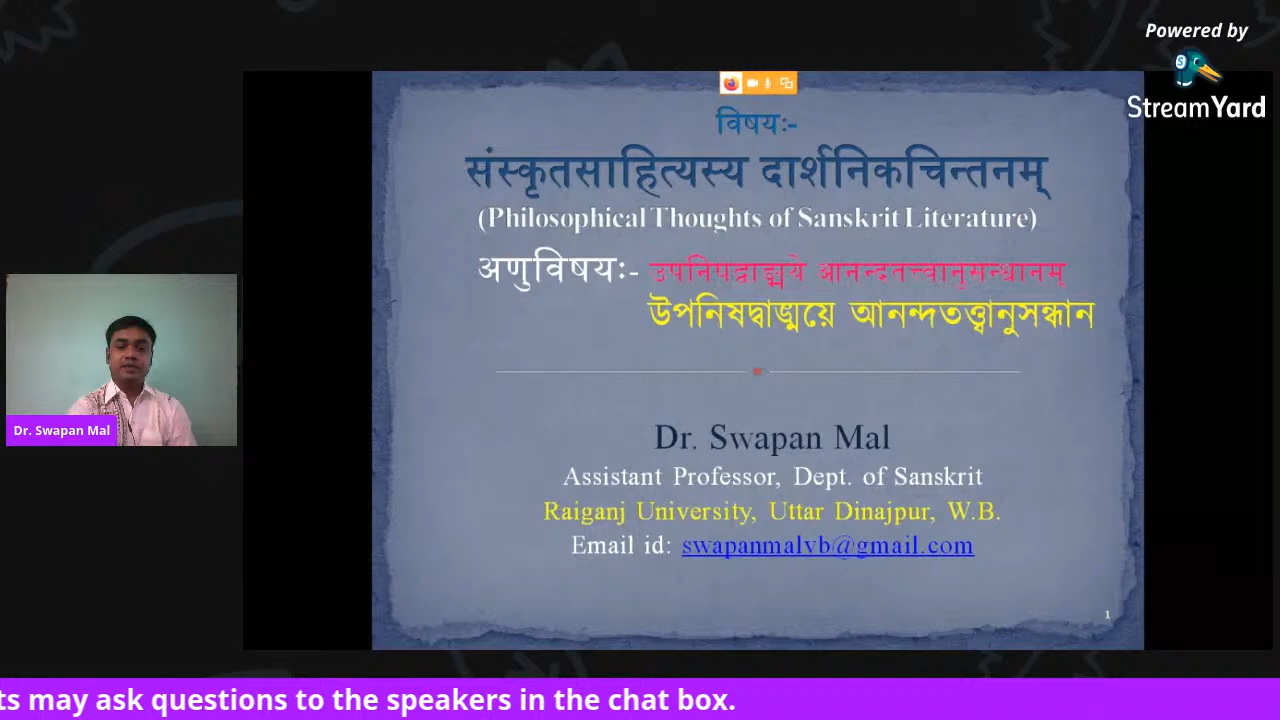 Powered by
StreamYard
विषयः-
संस्कृतसाहित्यस्य दार्शनिकचिन्तनम्
(Philosophical Thoughts of Sanskrit Literature)
अणुविषयः- उपनिषद्वाङ्मये आनन्दतत्त्वानुसन्धानम्
উপনিষদ্বাঙ্ময়ে আনন্দতত্ত্বানুসন্ধান
Dr. Swapan Mal
Assistant Professor, Dept. of Sanskrit
Raiganj University, Uttar Dinajpur, W.B.
Email id: swapanmalvb@gmail.com
1
Dr. Swapan Mal
ts may ask questions to the speakers in the chat box.